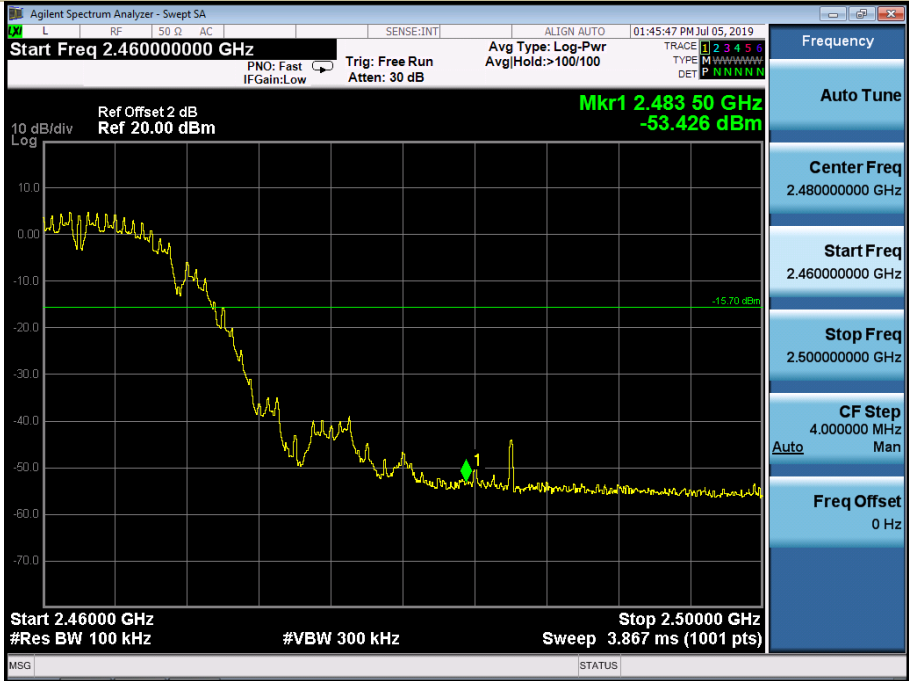 Agilent Spectrum Analyzer - Swept SA
LXI L RF 50 Ω AC SENSE:INT ALIGN AUTO 01:45:47 PM Jul 05, 2019
Start Freq 2.460000000 GHz
PNO: Fast
IFGain:Low
Trig: Free Run
Atten: 30 dB
Avg Type: Log-Pwr
Avg|Hold:>100/100
TRACE 1 2 3 4 5 6
TYPE M WWWWW
DET P N N N N N
Mkr1 2.483 50 GHz
-53.426 dBm
Ref Offset 2 dB
10 dB/div Ref 20.00 dBm
Log
10.0
0.00
-10.0
-15.70 dBm
-20.0
-30.0
-40.0
-50.0
1
-60.0
-70.0
Start 2.46000 GHz Stop 2.50000 GHz
#Res BW 100 kHz #VBW 300 kHz Sweep 3.867 ms (1001 pts)
MSG STATUS
Frequency
Auto Tune
Center Freq
2.480000000 GHz
Start Freq
2.460000000 GHz
Stop Freq
2.500000000 GHz
CF Step
4.000000 MHz
Auto Man
Freq Offset
0 Hz